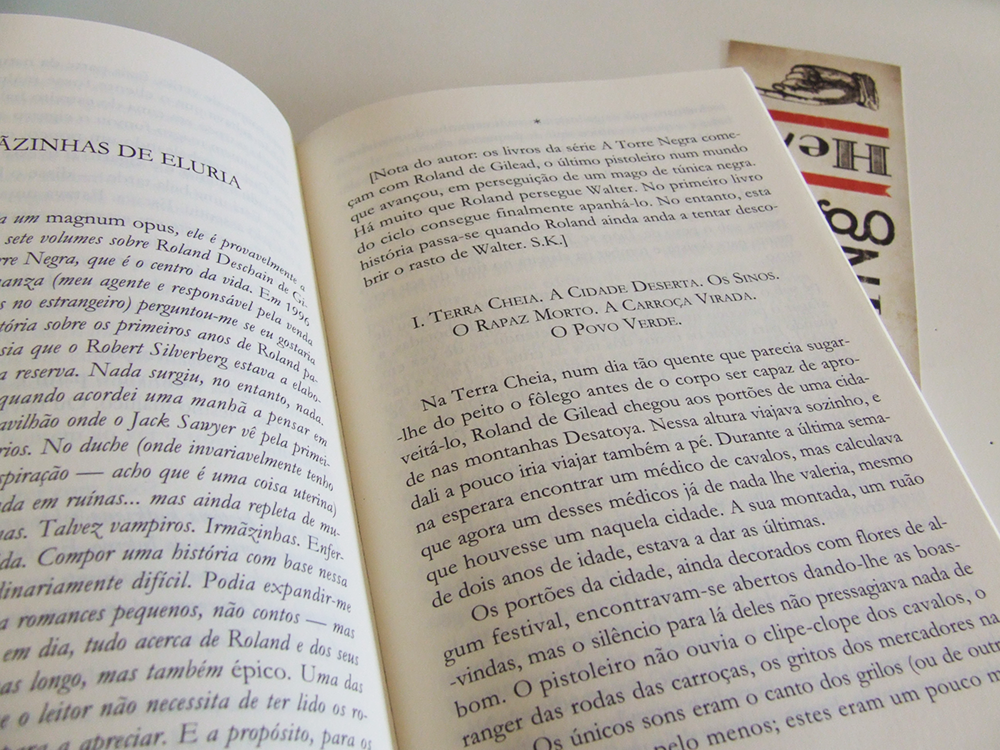 ÃZINHAS DE ELURIA
a um magnum opus, ele é provavelmente a
sete volumes sobre Roland Deschain de Gi-
rre Negra, que é o centro da vida. Em 1996
anza (meu agente e responsável pela venda
s no estrangeiro) perguntou-me se eu gostaria
tória sobre os primeiros anos de Roland pa-
sia que o Robert Silverberg estava a elabo-
a reserva. Nada surgiu, no entanto, nada.
quando acordei uma manhã a pensar em
avilhão onde o Jack Sawyer vê pela primei-
rios. No duche (onde invariavelmente tenho
spiração — acho que é uma coisa uterina)
ada em ruínas... mas ainda repleta de mu-
as. Talvez vampiros. Irmãzinhas. Enfer-
ida. Compor uma história com base nessa
dinariamente difícil. Podia expandir-me
a romances pequenos, não contos — mas
em dia, tudo acerca de Roland e dos seus
as longo, mas também épico. Uma das
e o leitor não necessita de ter lido os ro-
para a apreciar. E a propósito, para os
*
[Nota do autor: os livros da série A Torre Negra come-
çam com Roland de Gilead, o último pistoleiro num mundo
que avançou, em perseguição de um mago de túnica negra.
Há muito que Roland persegue Walter. No primeiro livro
do ciclo consegue finalmente apanhá-lo. No entanto, esta
história passa-se quando Roland ainda anda a tentar desco-
brir o rasto de Walter. S.K.]
I. TERRA CHEIA. A CIDADE DESERTA. OS SINOS.
O RAPAZ MORTO. A CARROÇA VIRADA.
O POVO VERDE.
Na Terra Cheia, num dia tão quente que parecia sugar-
-lhe do peito o fôlego antes de o corpo ser capaz de apro-
veitá-lo, Roland de Gilead chegou aos portões de uma cida-
de nas montanhas Desatoya. Nessa altura viajava sozinho, e
dali a pouco iria viajar também a pé. Durante a última sema-
na esperara encontrar um médico de cavalos, mas calculava
que agora um desses médicos já de nada lhe valeria, mesmo
que houvesse um naquela cidade. A sua montada, um ruão
de dois anos de idade, estava a dar as últimas.
Os portões da cidade, ainda decorados com flores de al-
gum festival, encontravam-se abertos dando-lhe as boas-
-vindas, mas o silêncio para lá deles não pressagiava nada de
bom. O pistoleiro não ouvia o clipe-clope dos cavalos, o
ranger das rodas das carroças, os gritos dos mercadores na
Os únicos sons eram o canto dos grilos (ou de outr
pelo menos; estes eram um pouco m